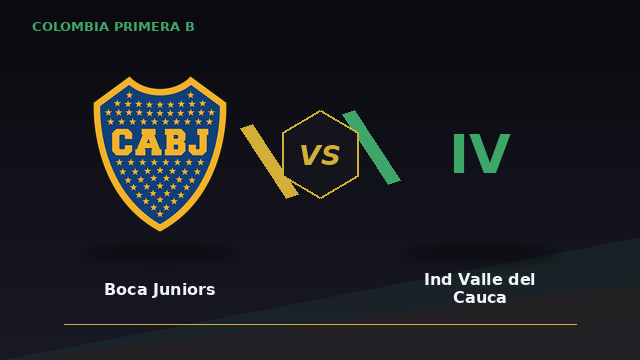 COLOMBIA PRIMERA B
CABJ
VS
IV
Boca Juniors
Ind Valle del
Cauca